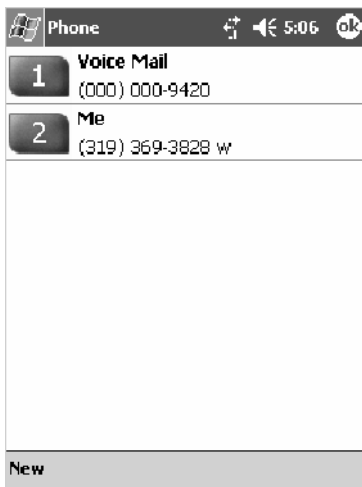 Phone 5:06 ok
1 Voice Mail
(000) 000-9420
2 Me
(319) 369-3828 w
New